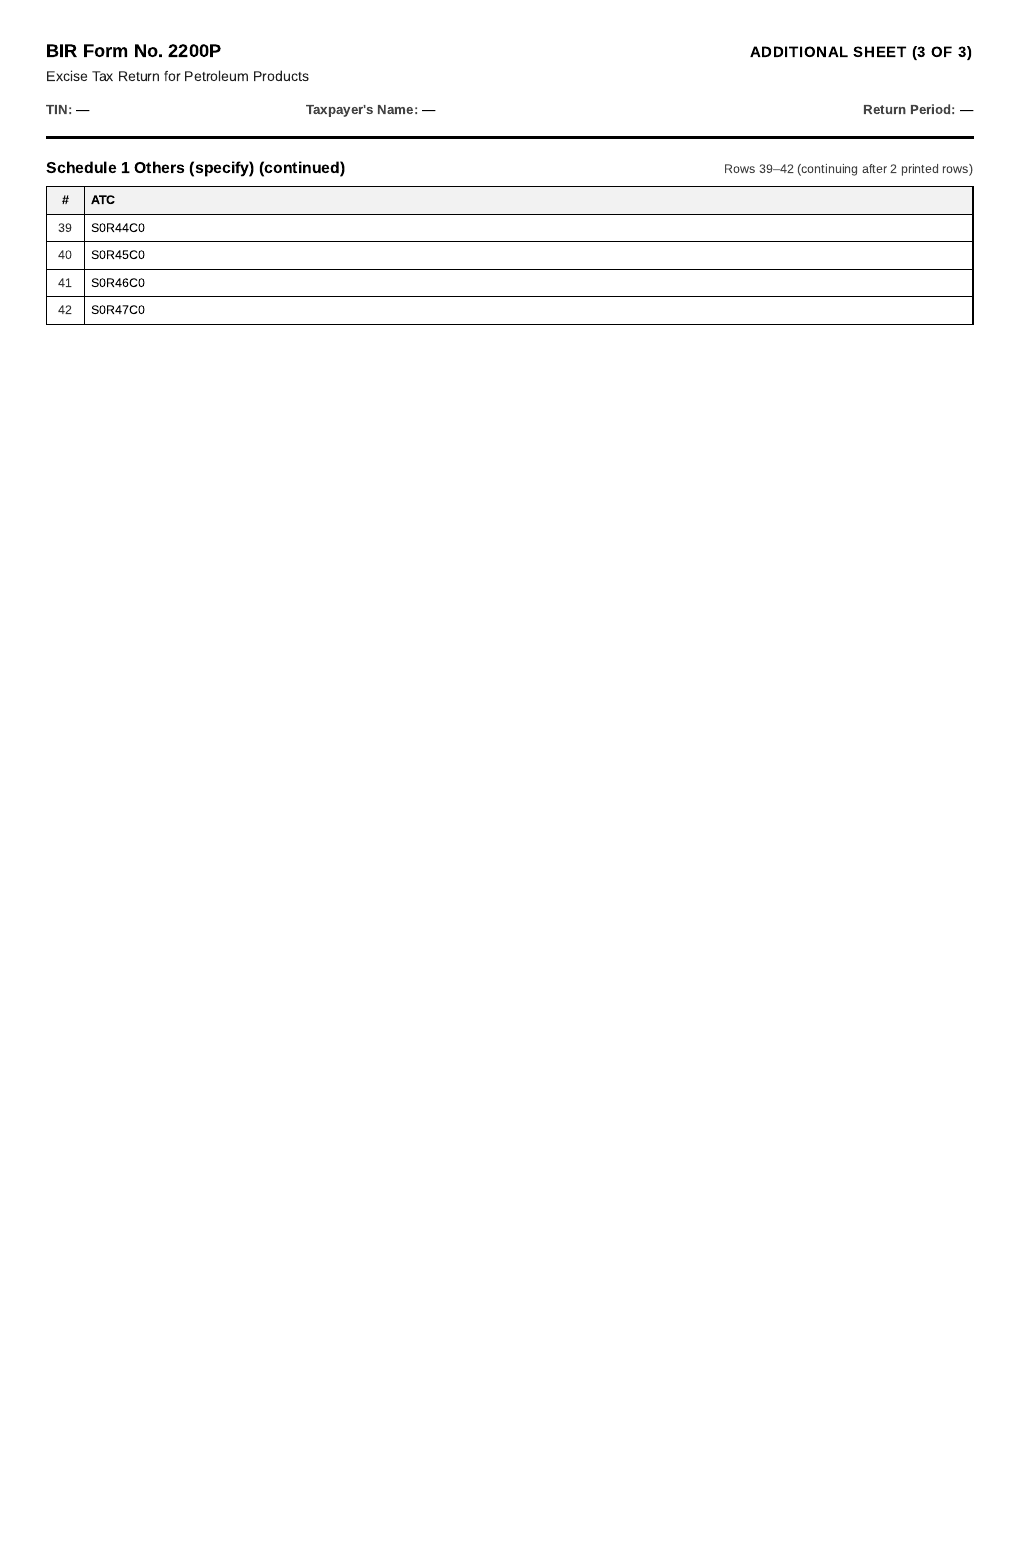 BIR Form No. 2200P
ADDITIONAL SHEET (3 OF 3)
Excise Tax Return for Petroleum Products
TIN: —
Taxpayer's Name: —
Return Period: —
Schedule 1 Others (specify) (continued)
Rows 39–42 (continuing after 2 printed rows)
# ATC
39 S0R44C0
40 S0R45C0
41 S0R46C0
42 S0R47C0